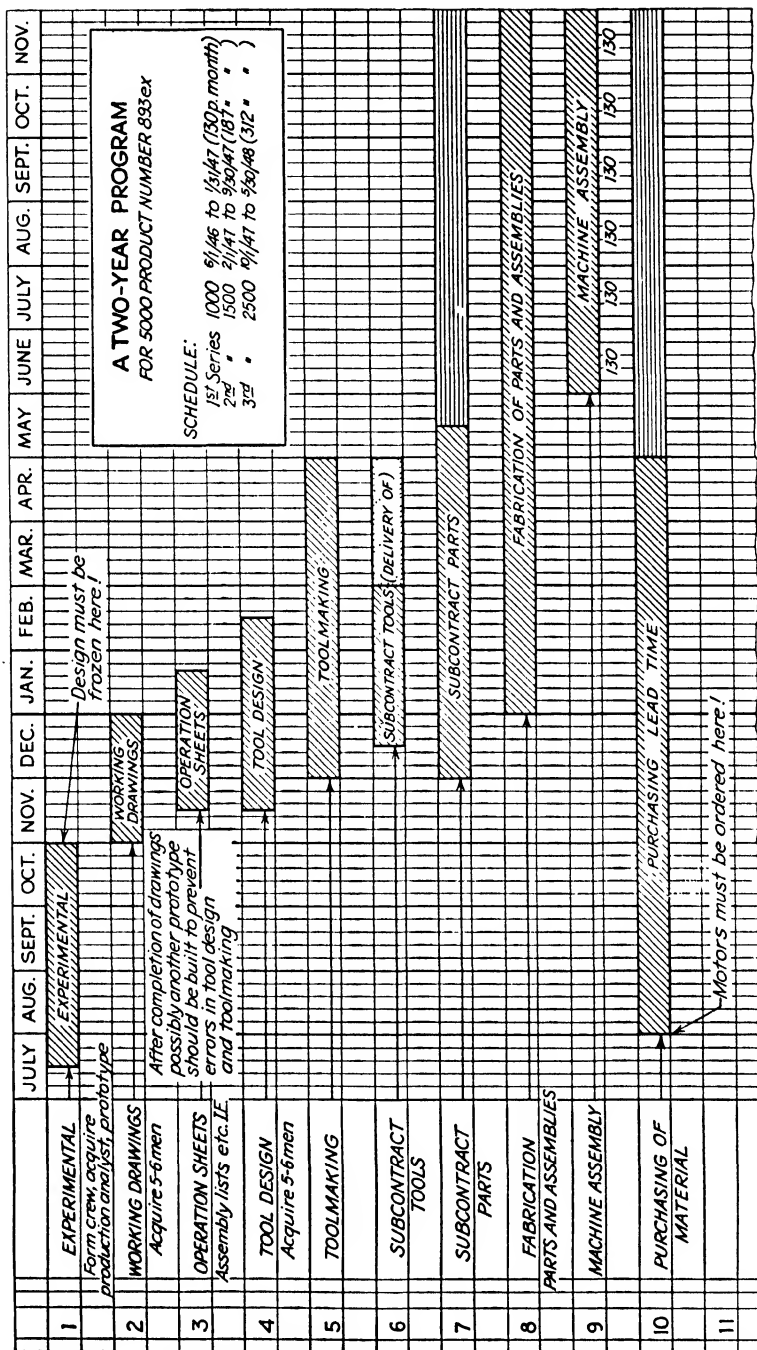 JULY AUG. SEPT. OCT. NOV. DEC. JAN. FEB. MAR. APR. MAY JUNE JULY AUG. SEPT. OCT. NOV.
A TWO-YEAR PROGRAM
FOR 5000 PRODUCT NUMBER 893ex
SCHEDULE:
1st Series 1000 6/1/46 to 1/31/47 (130 p. month)
2nd " 1500 2/1/47 to 9/30/47 (187 " " )
3rd " 2500 10/1/47 to 5/30/48 (312 " " )
1 EXPERIMENTAL
Form crew, acquire
production analyst, prototype
EXPERIMENTAL
Design must be
frozen here!
2 WORKING DRAWINGS
Acquire 5-6 men
WORKING
DRAWINGS
After completion of drawings
possibly another prototype
should be built to prevent
errors in tool design
and toolmaking
3 OPERATION SHEETS
Assembly lists etc. I.E.
OPERATION
SHEETS
4 TOOL DESIGN
Acquire 5-6 men
TOOL DESIGN
5 TOOLMAKING
TOOLMAKING
6 SUBCONTRACT
TOOLS
SUBCONTRACT TOOLS (DELIVERY OF)
7 SUBCONTRACT
PARTS
SUBCONTRACT PARTS
8 FABRICATION
PARTS AND ASSEMBLIES
FABRICATION OF PARTS AND ASSEMBLIES
9 MACHINE ASSEMBLY
MACHINE ASSEMBLY
130 130 130 130 130 130
10 PURCHASING OF
MATERIAL
PURCHASING LEAD TIME
Motors must be ordered here!
11